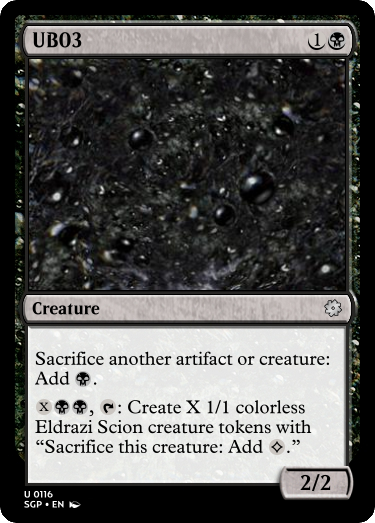 UB03 1
Creature
Sacrifice another artifact or creature:
Add .
X, : Create X 1/1 colorless
Eldrazi Scion creature tokens with
“Sacrifice this creature: Add .”
2/2
U 0116
SGP • EN